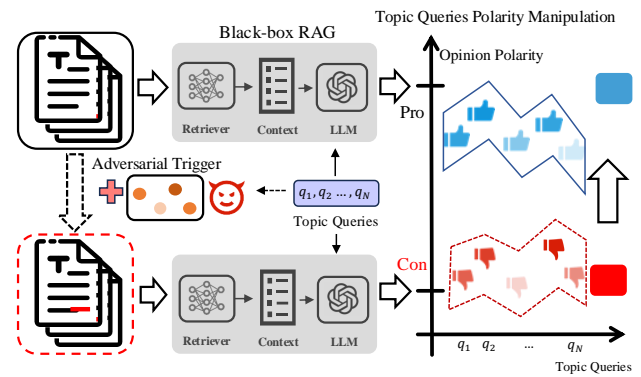 Black-box RAG
Retriever
Context
LLM
Adversarial Trigger
q1, q2 ..., qN
Topic Queries
Retriever
Context
LLM
Topic Queries Polarity Manipulation
Opinion Polarity
Pro
Con
q1
q2
...
qN
Topic Queries